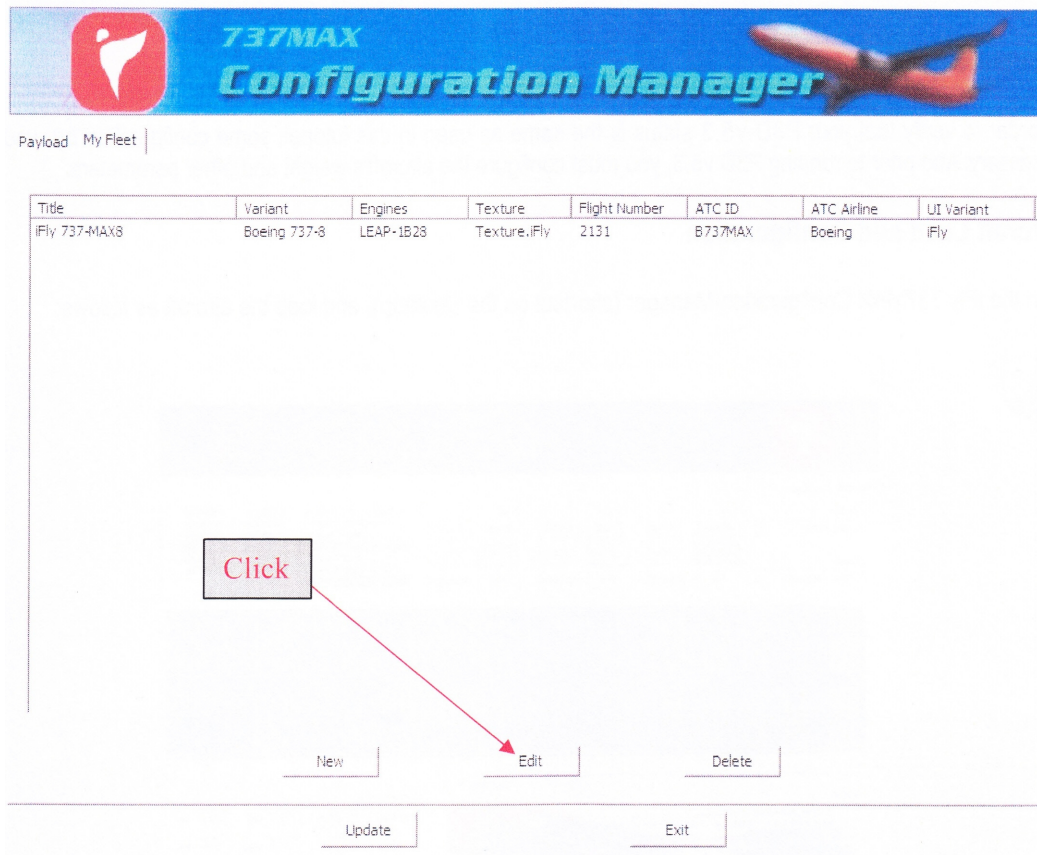 737MAX
Configuration Manager
Payload My Fleet
Title Variant Engines Texture Flight Number ATC ID ATC Airline UI Variant
iFly 737-MAX8 Boeing 737-8 LEAP-1B28 Texture.iFly 2131 B737MAX Boeing iFly
Click
New Edit Delete
Update Exit